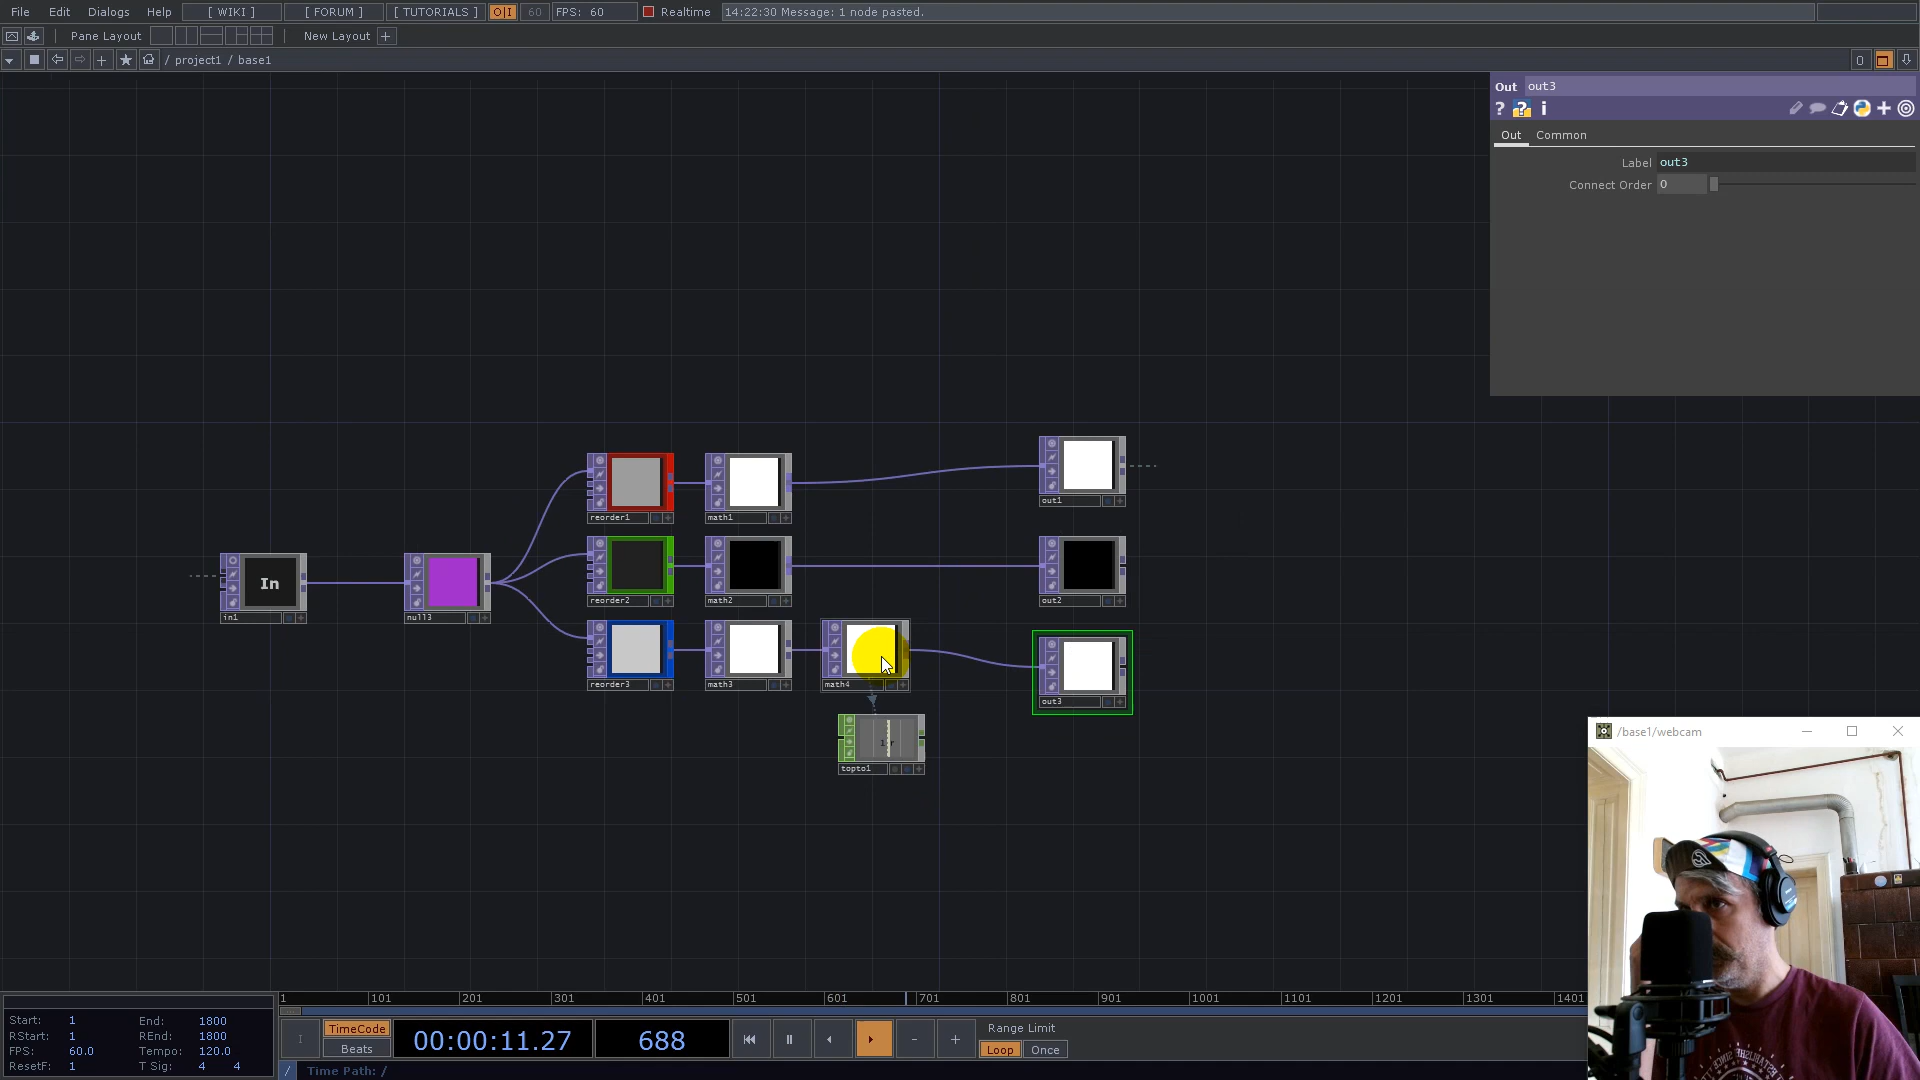 File Edit Dialogs Help [ WIKI ] [ FORUM ] [ TUTORIALS ] O|I 60 FPS: 60 Realtime 14:22:30 Message: 1 node pasted.
Pane Layout New Layout +
/ project1 / base1 0
Out out3
? ? i
Out Common
Label out3
Connect Order 0
out1
reorder1 math1
In
in1
null3
reorder2 math2 out2
reorder3 math3 math4
out3
topto1
/base1/webcam
1 101 201 301 401 501 601 701 801 901 1001 1101 1201 1301 1401
Start: 1 End: 1800
RStart: 1 REnd: 1800
FPS: 60.0 Tempo: 120.0
ResetF: 1 T Sig: 4 4
I TimeCode Beats 00:00:11.27 688 - + Range Limit Loop Once
/ Time Path: /